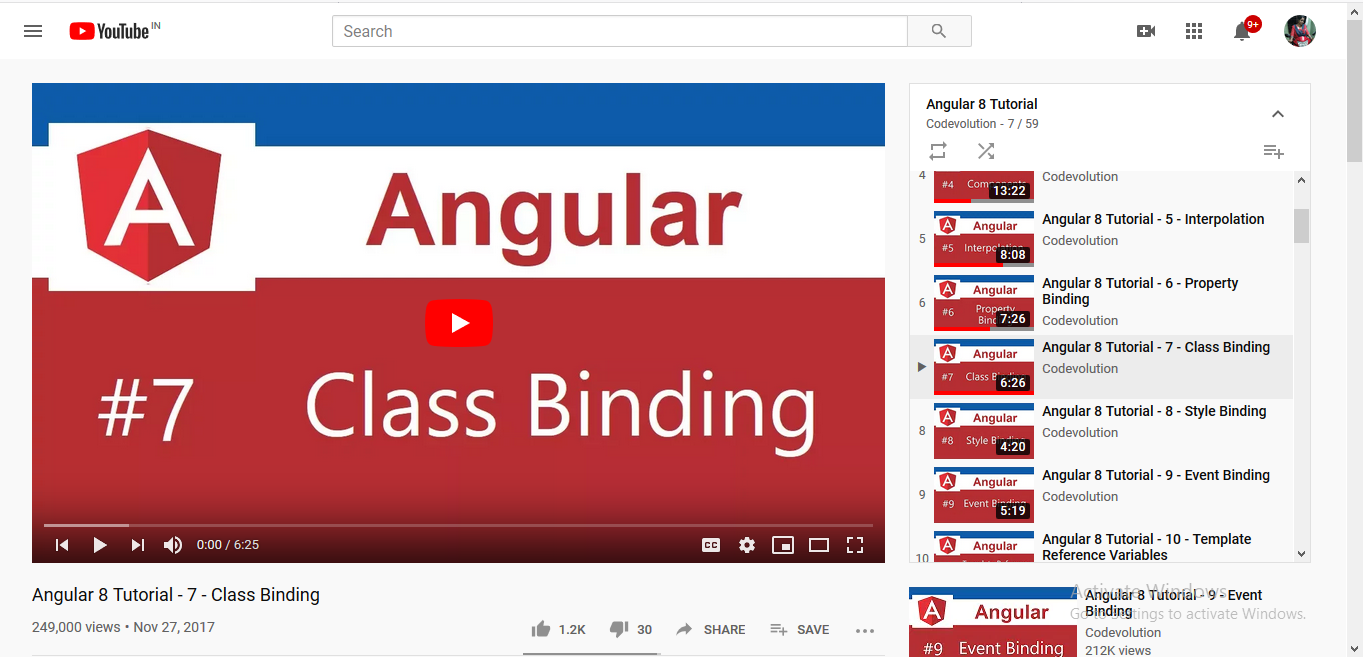 YouTube IN
Search
9+
Angular
#7 Class Binding
0:00 / 6:25
CC
Angular 8 Tutorial - 7 - Class Binding
249,000 views • Nov 27, 2017
1.2K
30
SHARE
SAVE
Angular 8 Tutorial
Codevolution - 7 / 59
4
#4
13:22
Codevolution
5
Angular
#5
8:08
Angular 8 Tutorial - 5 - Interpolation
Codevolution
6
Angular
#6 Property
7:26
Angular 8 Tutorial - 6 - Property
Binding
Codevolution
Angular
#7 Class
6:26
Angular 8 Tutorial - 7 - Class Binding
Codevolution
8
Angular
#8 Style
4:20
Angular 8 Tutorial - 8 - Style Binding
Codevolution
9
Angular
#9 Event
5:19
Angular 8 Tutorial - 9 - Event Binding
Codevolution
10
Angular
Angular 8 Tutorial - 10 - Template
Reference Variables
Angular
#9 Event Binding
Angular 8 Tutorial - 9 - Event
Binding
Codevolution
212K views
Activate Windows
Go to Settings to activate Windows.